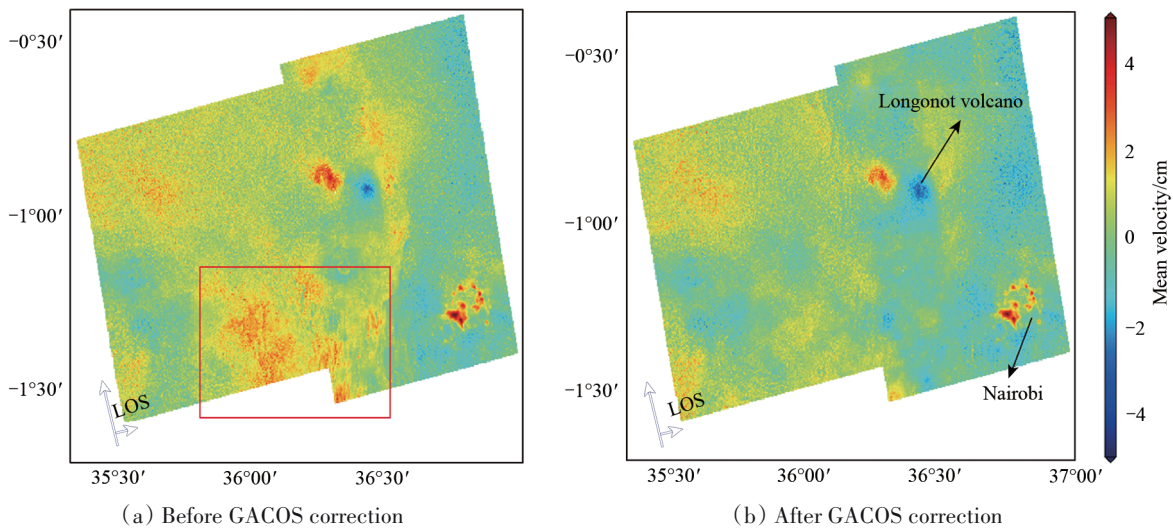 −0°30′
−1°00′
−1°30′
LOS
35°30′
36°00′
36°30′
(a) Before GACOS correction
−0°30′
−1°00′
−1°30′
Longonot volcano
Nairobi
LOS
35°30′
36°00′
36°30′
37°00′
(b) After GACOS correction
4
2
0
−2
−4
Mean velocity/cm